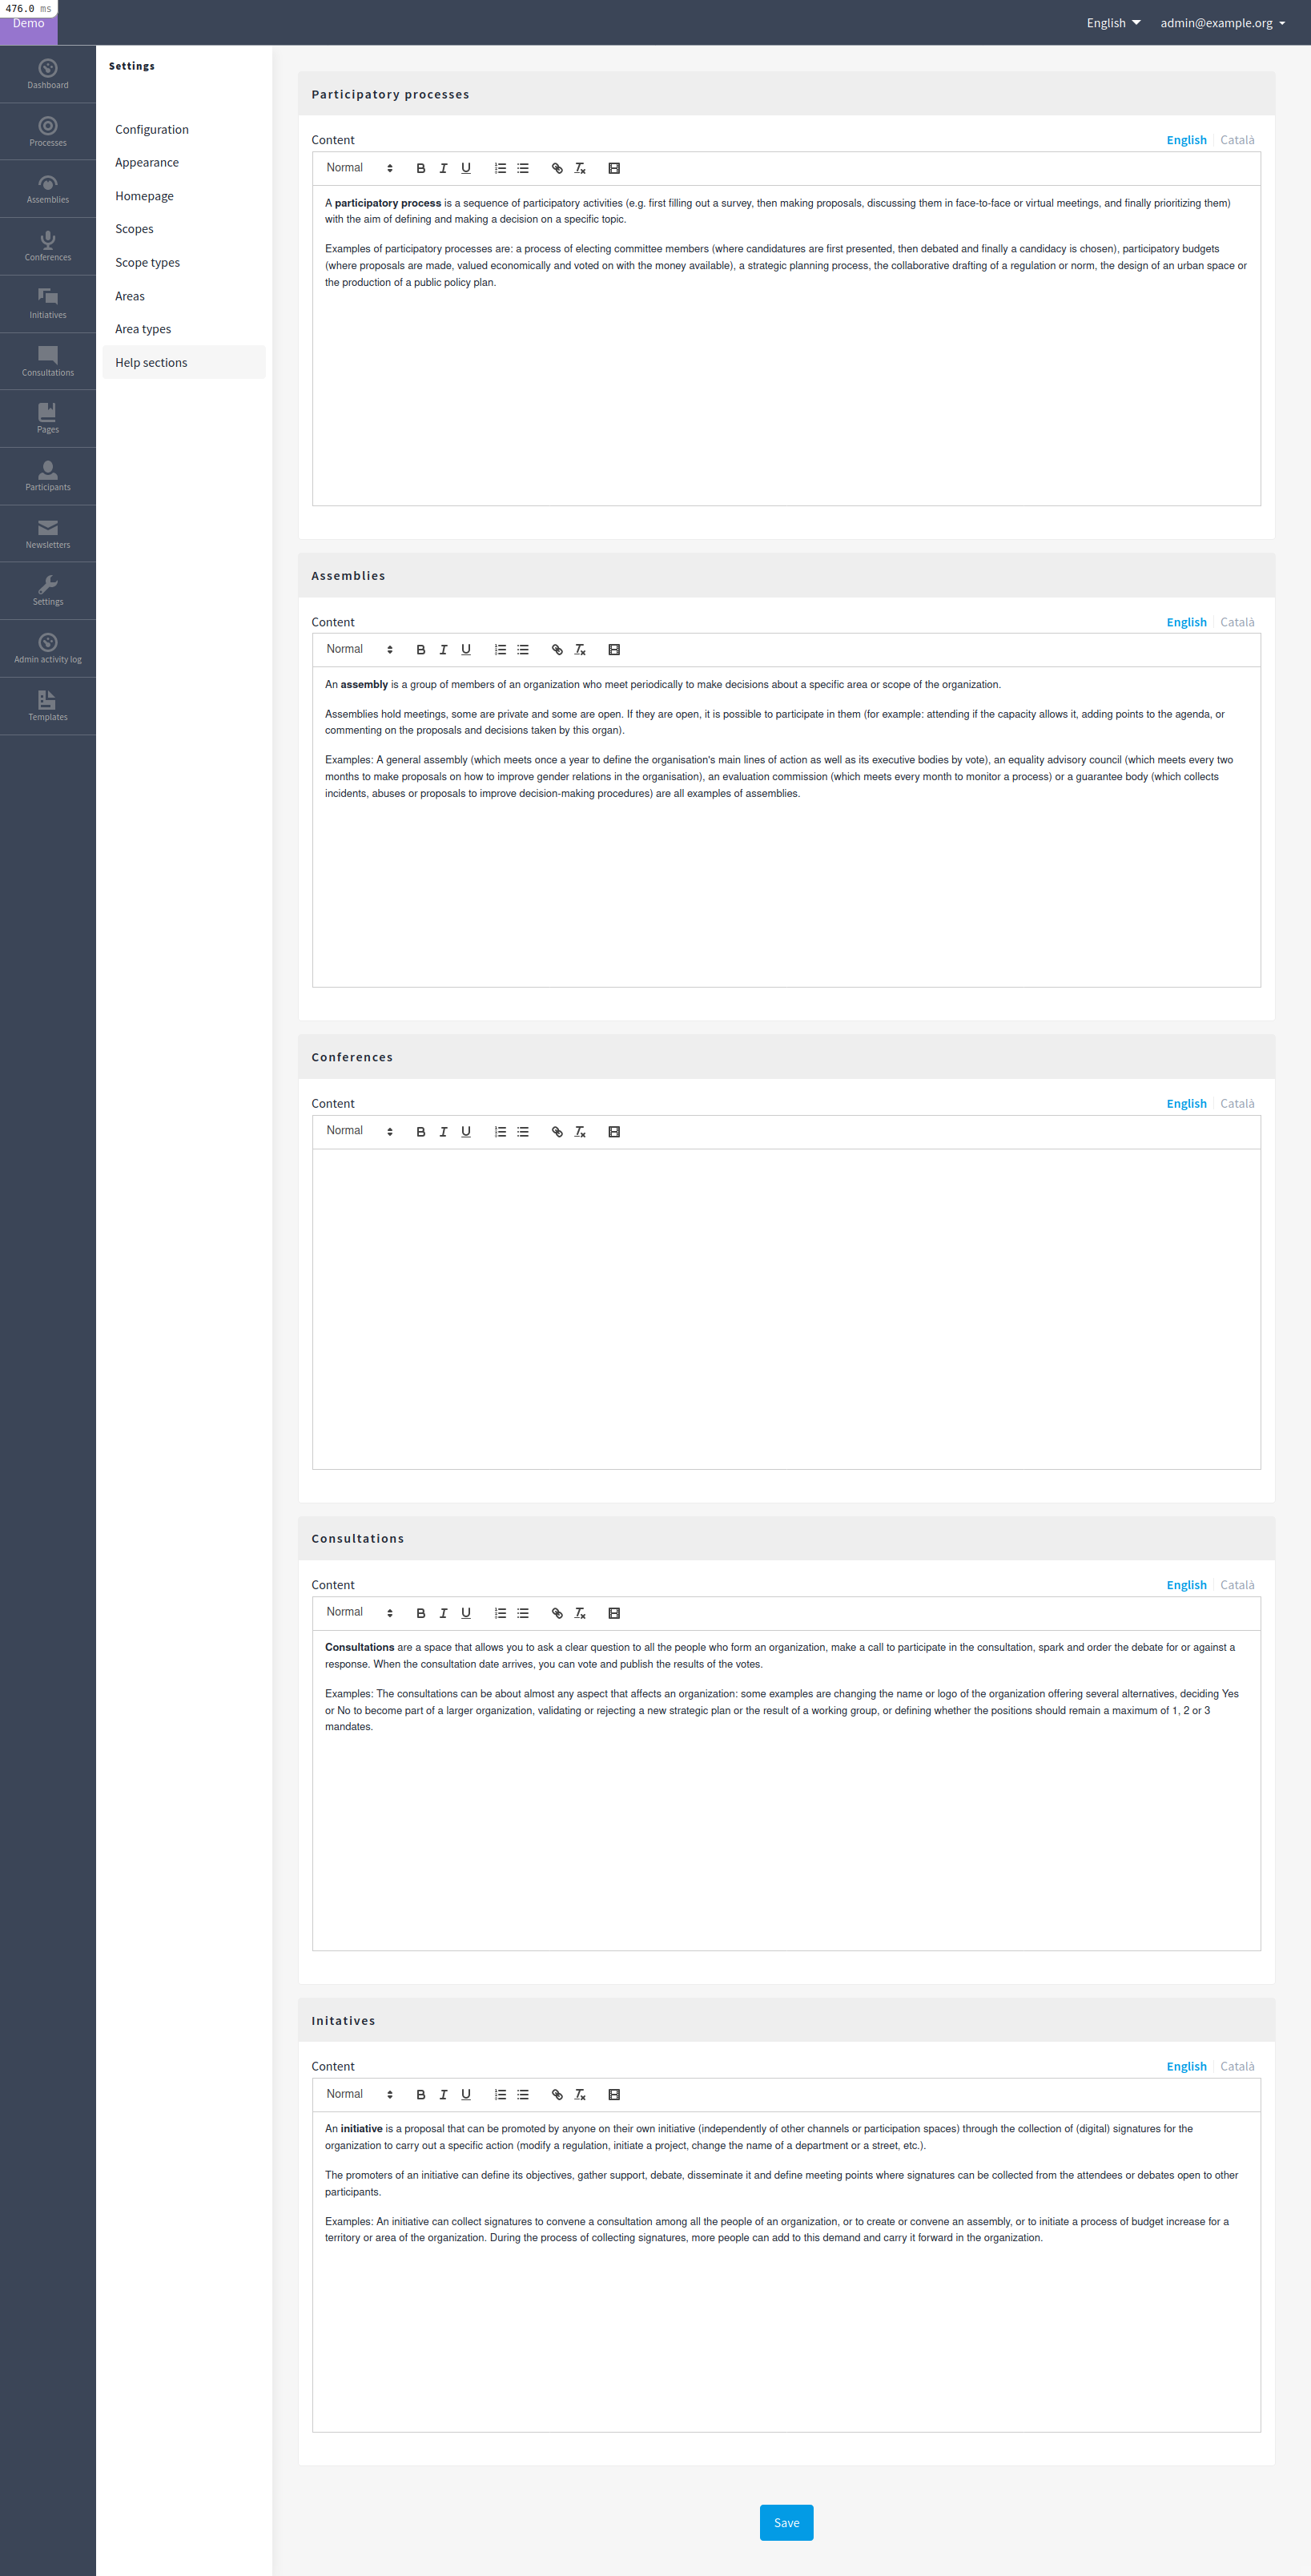 476.0 ms
Demo
English
admin@example.org
Dashboard
Processes
Assemblies
Conferences
Initiatives
Consultations
Pages
Participants
Newsletters
Settings
Admin activity log
Templates
Settings
Configuration
Appearance
Homepage
Scopes
Scope types
Areas
Area types
Help sections
Participatory processes
Content
English Català
Normal
A participatory process is a sequence of participatory activities (e.g. first filling out a survey, then making proposals, discussing them in face-to-face or virtual meetings, and finally prioritizing them)
with the aim of defining and making a decision on a specific topic.
Examples of participatory processes are: a process of electing committee members (where candidatures are first presented, then debated and finally a candidacy is chosen), participatory budgets
(where proposals are made, valued economically and voted on with the money available), a strategic planning process, the collaborative drafting of a regulation or norm, the design of an urban space or
the production of a public policy plan.
Assemblies
Content
English Català
Normal
An assembly is a group of members of an organization who meet periodically to make decisions about a specific area or scope of the organization.
Assemblies hold meetings, some are private and some are open. If they are open, it is possible to participate in them (for example: attending if the capacity allows it, adding points to the agenda, or
commenting on the proposals and decisions taken by this organ).
Examples: A general assembly (which meets once a year to define the organisation's main lines of action as well as its executive bodies by vote), an equality advisory council (which meets every two
months to make proposals on how to improve gender relations in the organisation), an evaluation commission (which meets every month to monitor a process) or a guarantee body (which collects
incidents, abuses or proposals to improve decision-making procedures) are all examples of assemblies.
Conferences
Content
English Català
Normal
Consultations
Content
English Català
Normal
Consultations are a space that allows you to ask a clear question to all the people who form an organization, make a call to participate in the consultation, spark and order the debate for or against a
response. When the consultation date arrives, you can vote and publish the results of the votes.
Examples: The consultations can be about almost any aspect that affects an organization: some examples are changing the name or logo of the organization offering several alternatives, deciding Yes
or No to become part of a larger organization, validating or rejecting a new strategic plan or the result of a working group, or defining whether the positions should remain a maximum of 1, 2 or 3
mandates.
Initatives
Content
English Català
Normal
An initiative is a proposal that can be promoted by anyone on their own initiative (independently of other channels or participation spaces) through the collection of (digital) signatures for the
organization to carry out a specific action (modify a regulation, initiate a project, change the name of a department or a street, etc.).
The promoters of an initiative can define its objectives, gather support, debate, disseminate it and define meeting points where signatures can be collected from the attendees or debates open to other
participants.
Examples: An initiative can collect signatures to convene a consultation among all the people of an organization, or to create or convene an assembly, or to initiate a process of budget increase for a
territory or area of the organization. During the process of collecting signatures, more people can add to this demand and carry it forward in the organization.
Save